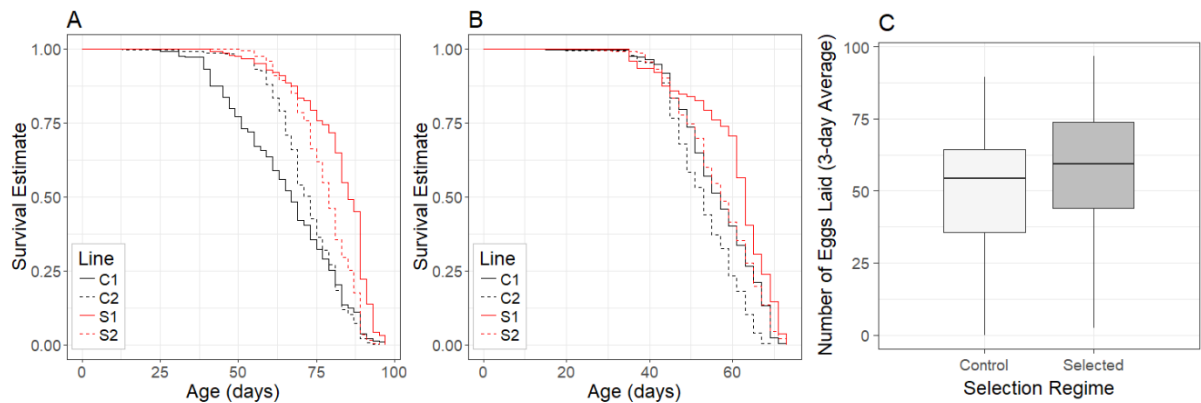 A
Survival Estimate
1.00
0.75
0.50
0.25
0.00
Line
C1
C2
S1
S2
0
25
50
75
100
Age (days)
B
Survival Estimate
1.00
0.75
0.50
0.25
0.00
Line
C1
C2
S1
S2
0
20
40
60
Age (days)
C
Number of Eggs Laid (3-day Average)
100
75
50
25
0
Control
Selected
Selection Regime